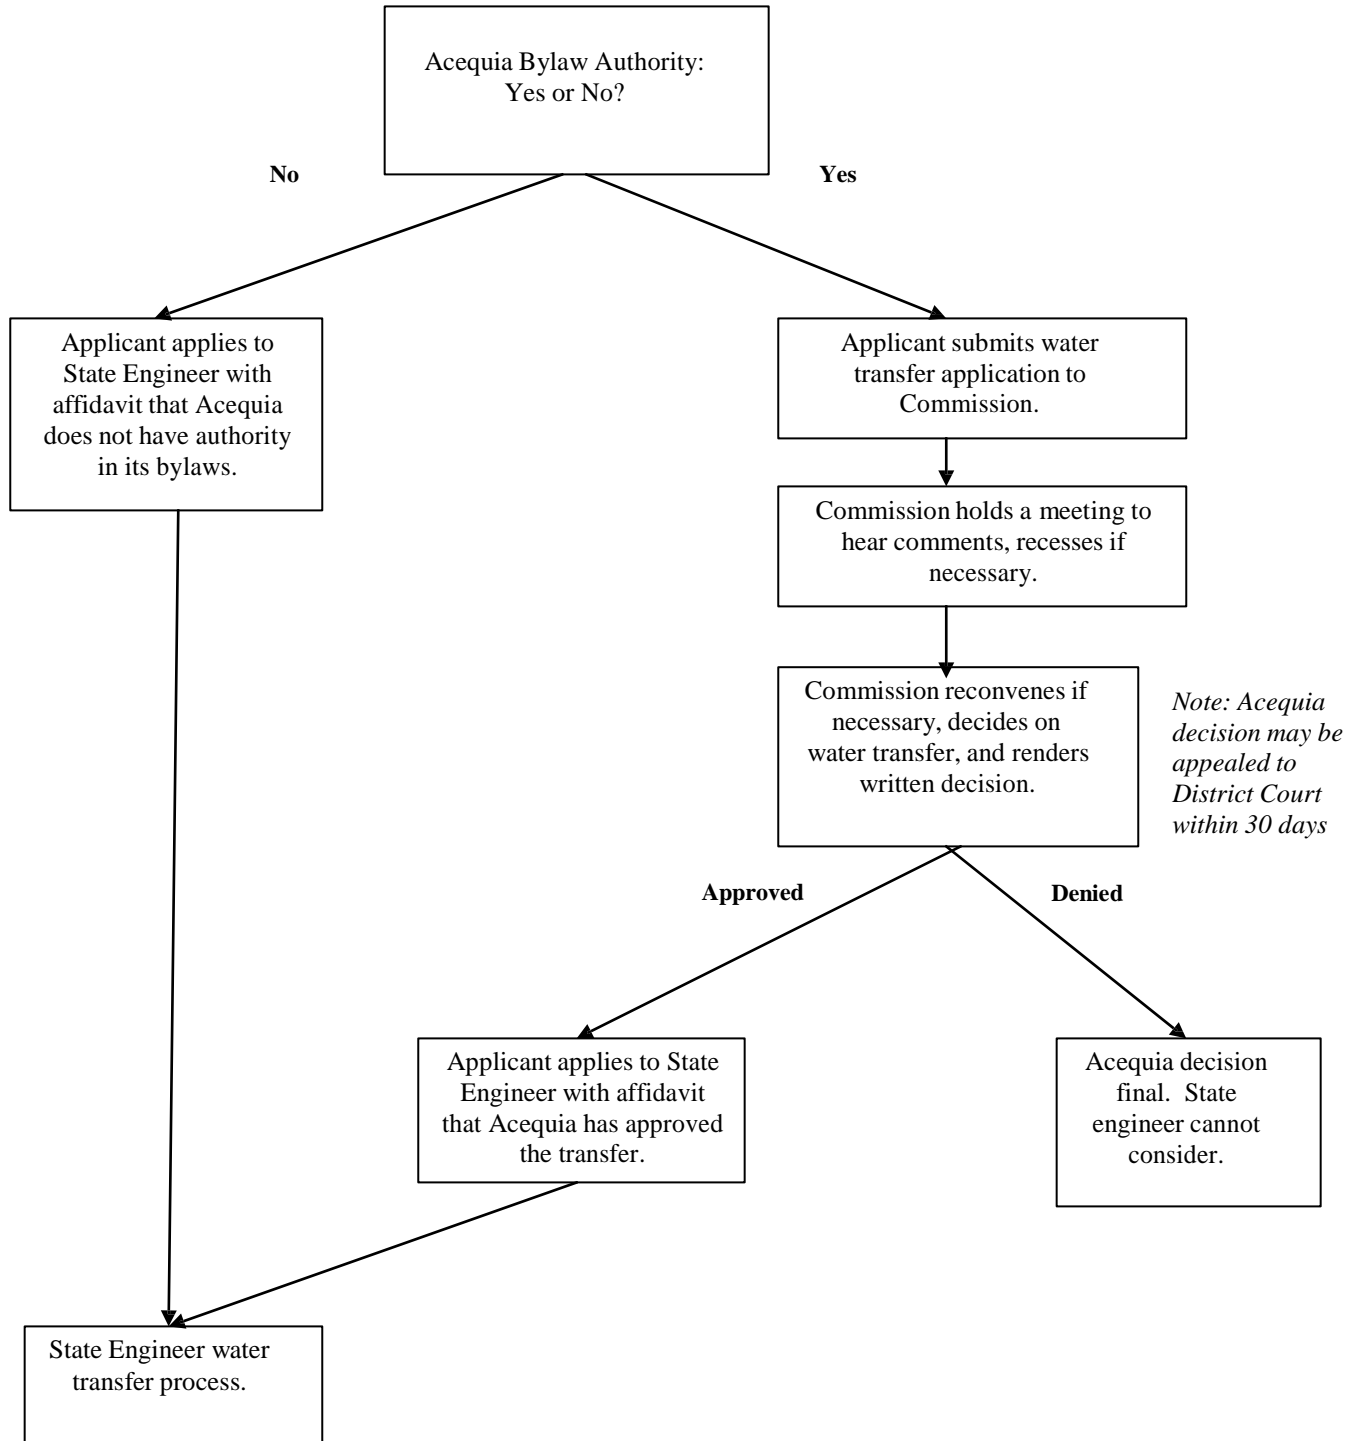 Acequia Bylaw Authority:
Yes or No?
No
Yes
Applicant applies to
State Engineer with
affidavit that Acequia
does not have authority
in its bylaws.
Applicant submits water
transfer application to
Commission.
Commission holds a meeting to
hear comments, recesses if
necessary.
Commission reconvenes if
necessary, decides on
water transfer, and renders
written decision.
Note: Acequia
decision may be
appealed to
District Court
within 30 days
Approved
Denied
Applicant applies to State
Engineer with affidavit
that Acequia has approved
the transfer.
Acequia decision
final.  State
engineer cannot
consider.
State Engineer water
transfer process.